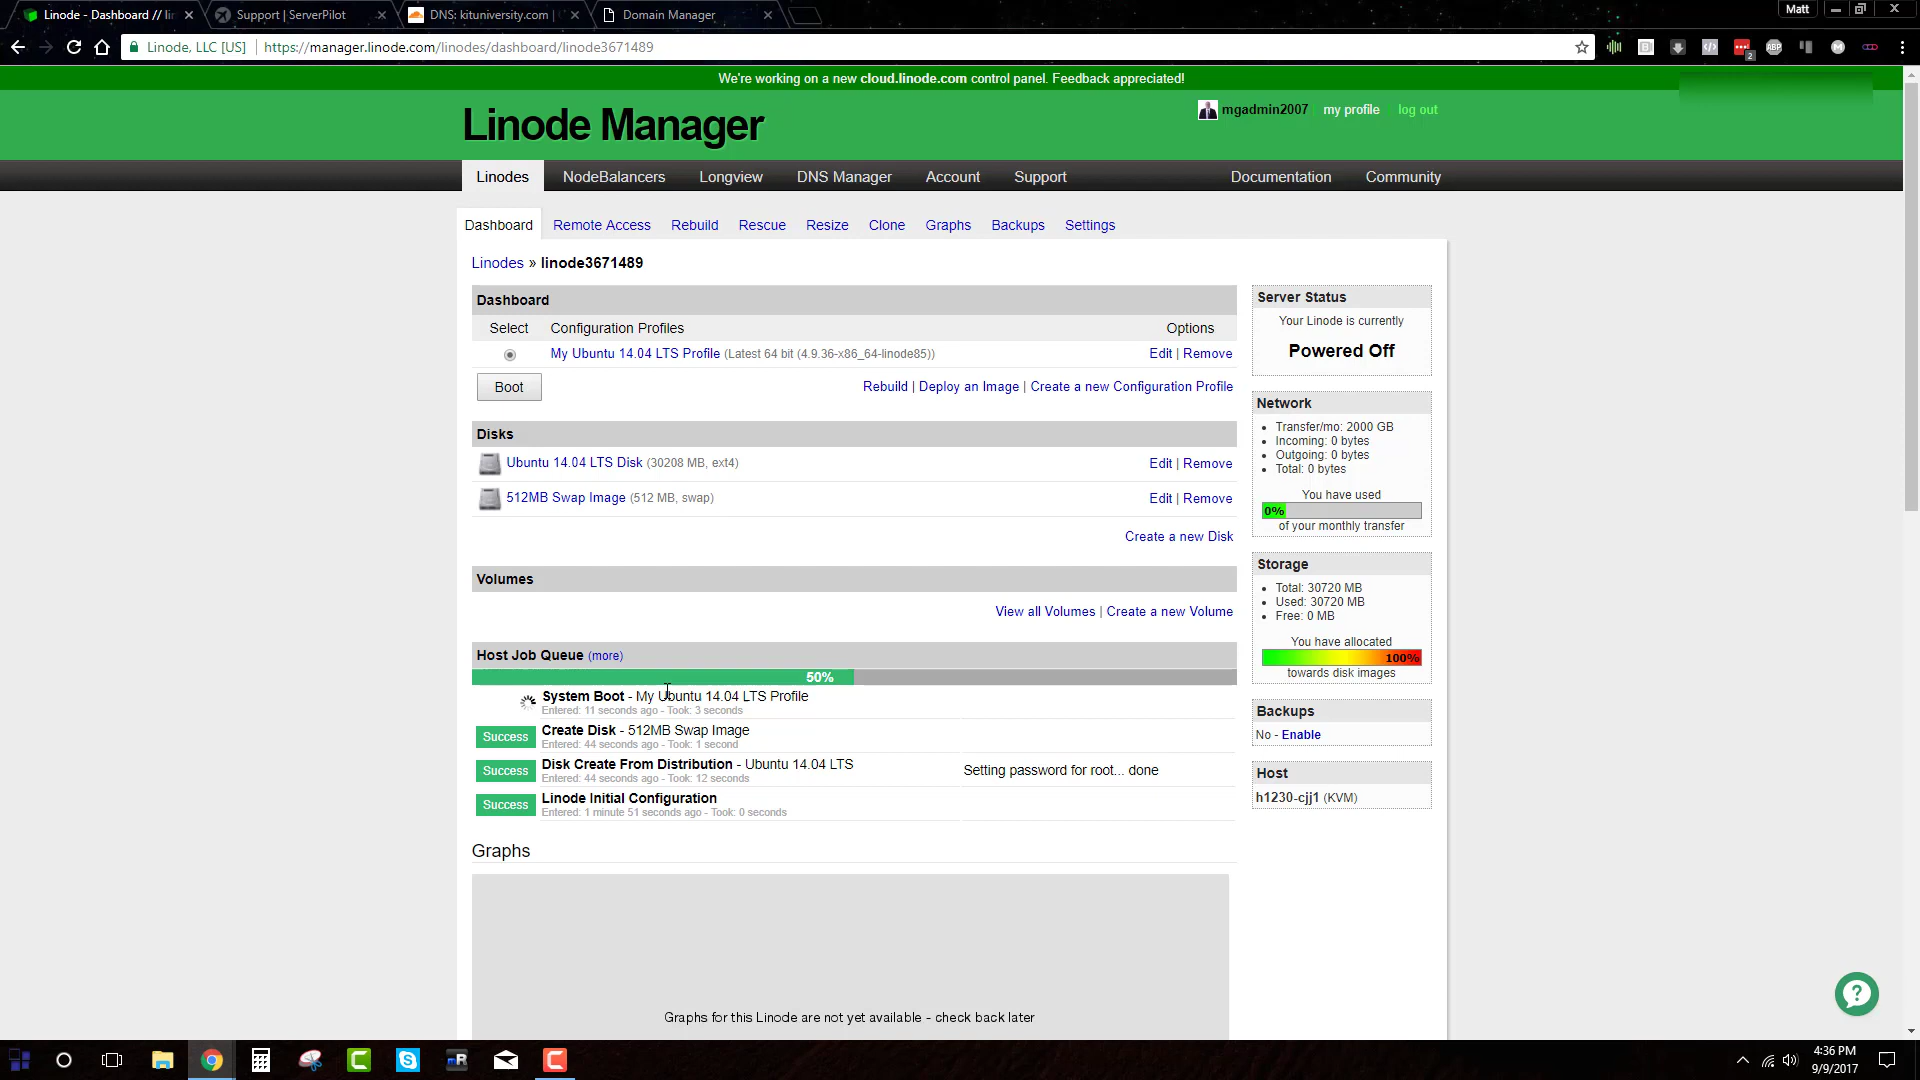 Linode - Dashboard // li
Support | ServerPilot
DNS: kituniversity.com |
Domain Manager
Matt
Linode, LLC [US]
https://manager.linode.com/linodes/dashboard/linode3671489
2
We're working on a new cloud.linode.com control panel. Feedback appreciated!
Linode Manager
mgadmin2007 my profile log out
Linodes NodeBalancers Longview DNS Manager Account Support Documentation Community
Dashboard Remote Access Rebuild Rescue Resize Clone Graphs Backups Settings
Linodes » linode3671489
Dashboard
Select Configuration Profiles Options
My Ubuntu 14.04 LTS Profile (Latest 64 bit (4.9.36-x86_64-linode85)) Edit | Remove
Boot Rebuild | Deploy an Image | Create a new Configuration Profile
Disks
Ubuntu 14.04 LTS Disk (30208 MB, ext4) Edit | Remove
512MB Swap Image (512 MB, swap) Edit | Remove
Create a new Disk
Volumes
View all Volumes | Create a new Volume
Host Job Queue (more)
50%
System Boot - My Ubuntu 14.04 LTS Profile
Entered: 11 seconds ago - Took: 3 seconds
Success Create Disk - 512MB Swap Image
Entered: 44 seconds ago - Took: 1 second
Success Disk Create From Distribution - Ubuntu 14.04 LTS Setting password for root... done
Entered: 44 seconds ago - Took: 12 seconds
Success Linode Initial Configuration
Entered: 1 minute 51 seconds ago - Took: 0 seconds
Graphs
Graphs for this Linode are not yet available - check back later
Server Status
Your Linode is currently
Powered Off
Network
Transfer/mo: 2000 GB
Incoming: 0 bytes
Outgoing: 0 bytes
Total: 0 bytes
You have used
0%
of your monthly transfer
Storage
Total: 30720 MB
Used: 30720 MB
Free: 0 MB
You have allocated
100%
towards disk images
Backups
No - Enable
Host
h1230-cjj1 (KVM)
4:36 PM
9/9/2017